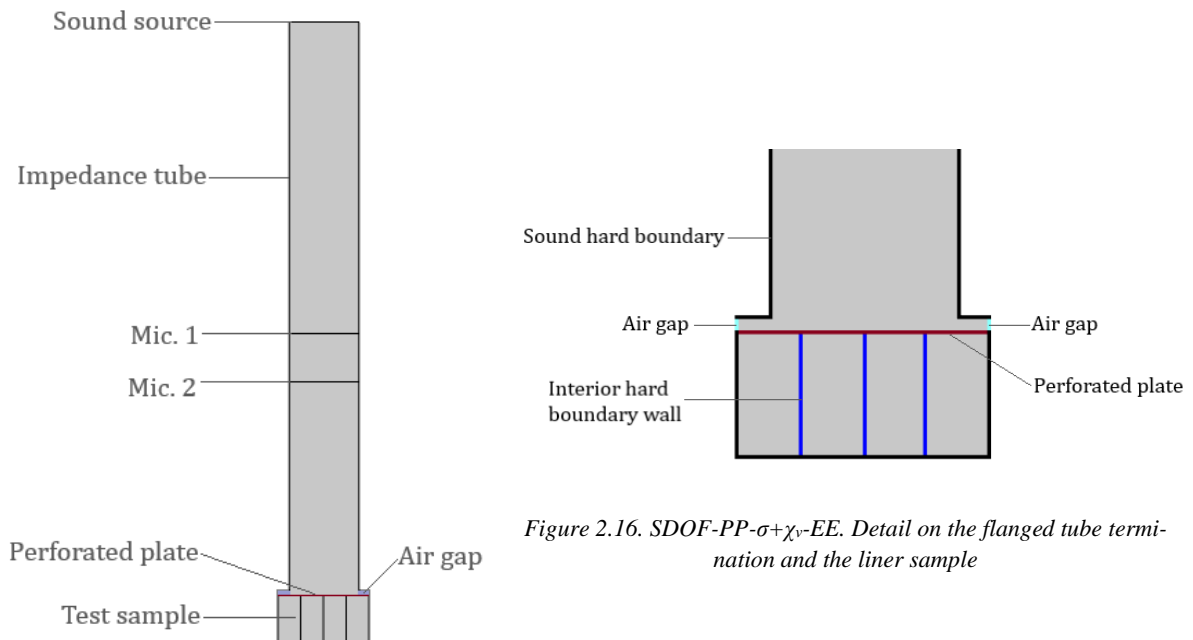 Sound source
Impedance tube
Mic. 1
Mic. 2
Perforated plate
Air gap
Test sample
Sound hard boundary
Air gap
Air gap
Interior hard
boundary wall
Perforated plate
Figure 2.16. SDOF-PP-σ+χᵥ-EE. Detail on the flanged tube termi-
nation and the liner sample